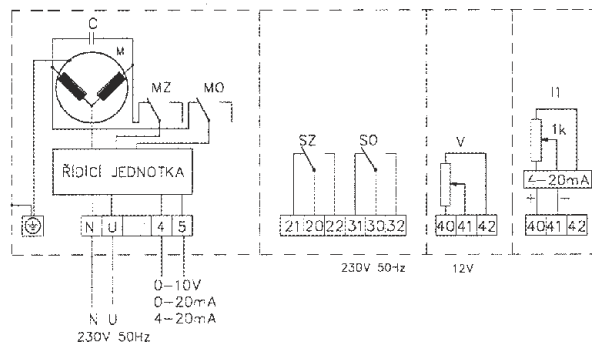 C
M
MZ MO
ŘÍDICÍ JEDNOTKA
N U 4 5
0-10V
0-20mA
4-20mA
N U
230V 50Hz
SZ SO
21 20 22 31 30 32
230V 50Hz
V
40 41 42
12V
I1
1k
4-20mA
+ -
40 41 42